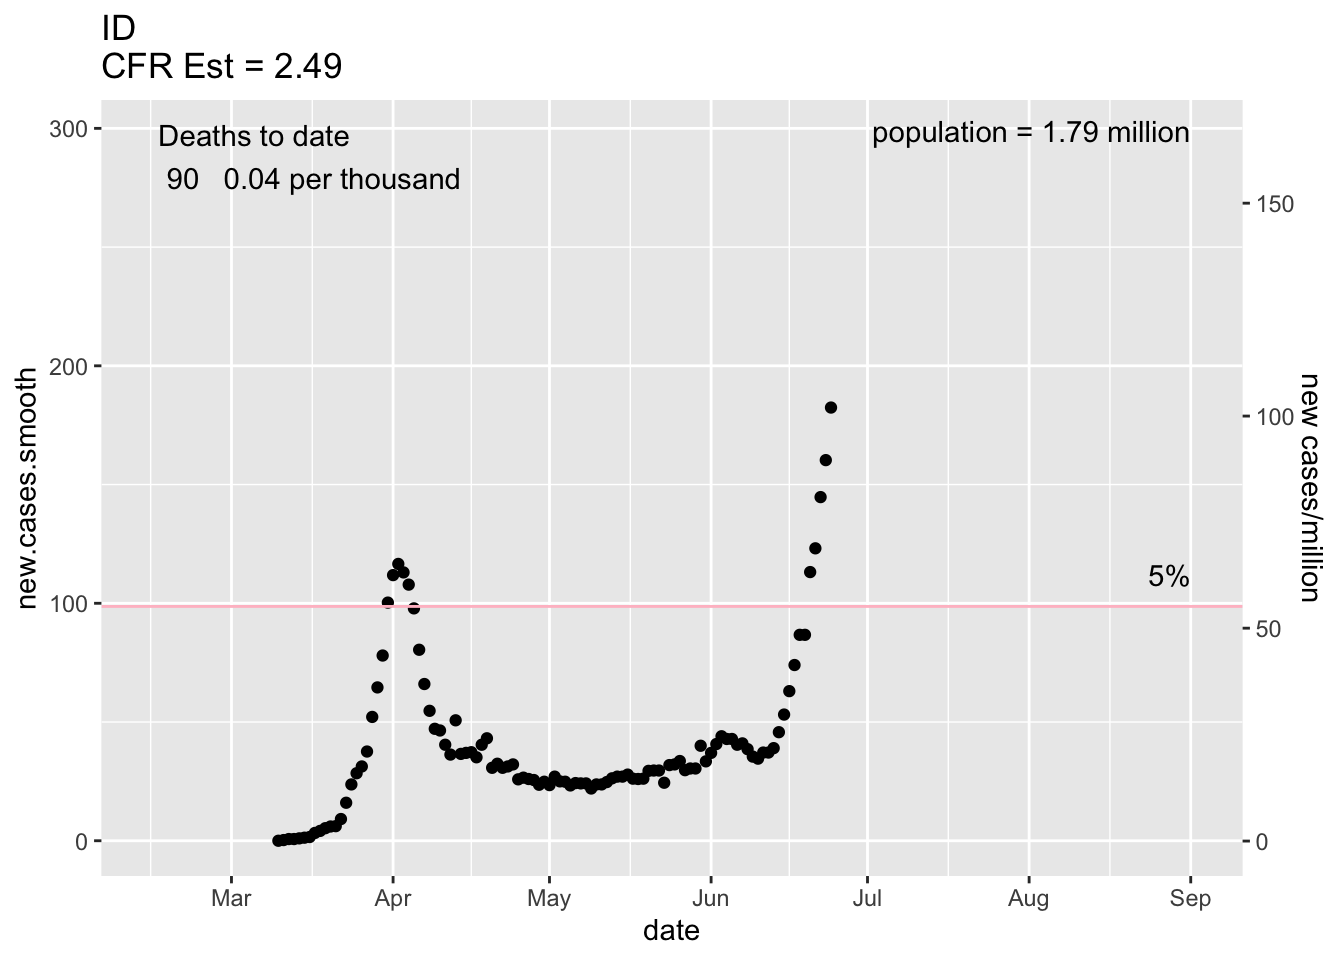 ID
CFR Est = 2.49
300
Deaths to date
population = 1.79 million
90 0.04 per thousand
150
200
100
new.cases.smooth
new cases/million
5%
100
50
0
0
Mar Apr May Jun Jul Aug Sep
date